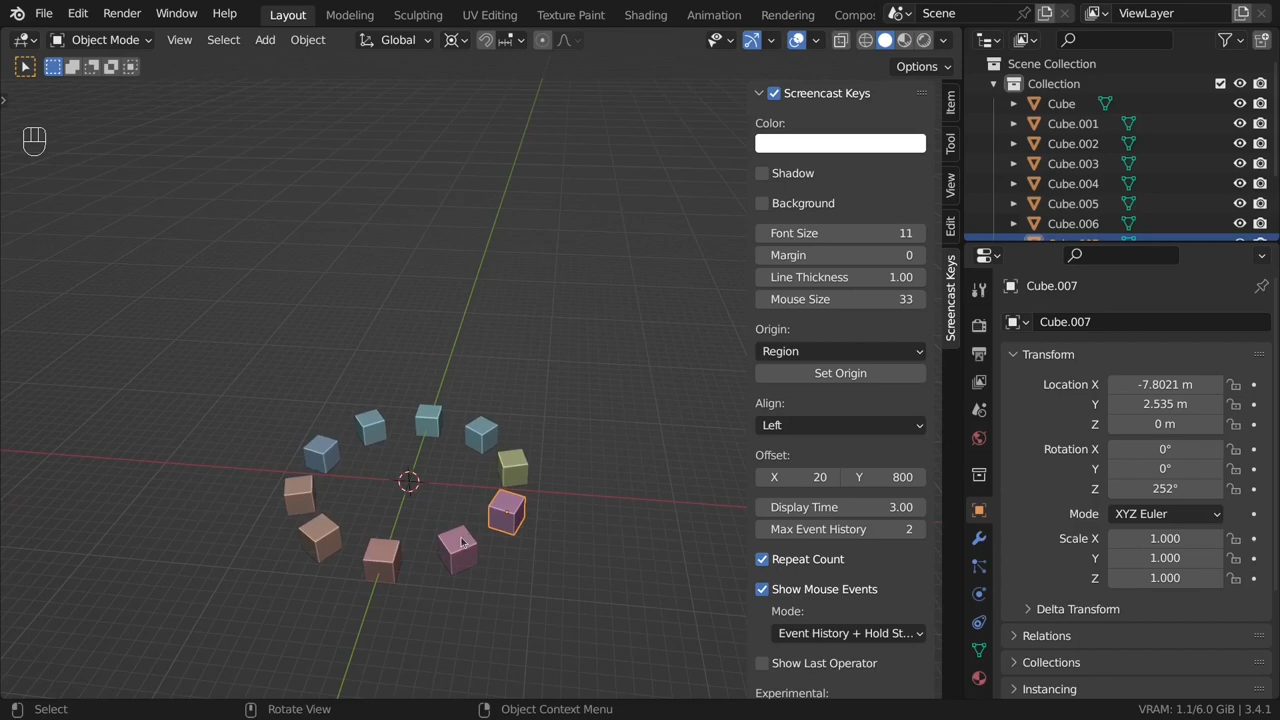 File Edit Render Window Help Layout Modeling Sculpting UV Editing Texture Paint Shading Animation Rendering Compos Scene ViewLayer
Object Mode View Select Add Object Global
Options
Screencast Keys
Color:
Shadow
Background
Font Size 11
Margin 0
Line Thickness 1.00
Mouse Size 33
Origin:
Region
Set Origin
Align:
Left
Offset:
X 20 Y 800
Display Time 3.00
Max Event History 2
Repeat Count
Show Mouse Events
Mode:
Event History + Hold St...
Show Last Operator
Experimental:
Item
Tool
View
Edit
Screencast Keys
Scene Collection
Collection
Cube
Cube.001
Cube.002
Cube.003
Cube.004
Cube.005
Cube.006
Cube.007
Cube.007
Transform
Location X -7.8021 m
Y 2.535 m
Z 0 m
Rotation X 0°
Y 0°
Z 252°
Mode XYZ Euler
Scale X 1.000
Y 1.000
Z 1.000
Delta Transform
Relations
Collections
Instancing
Select Rotate View Object Context Menu VRAM: 1.1/6.0 GiB | 3.4.1